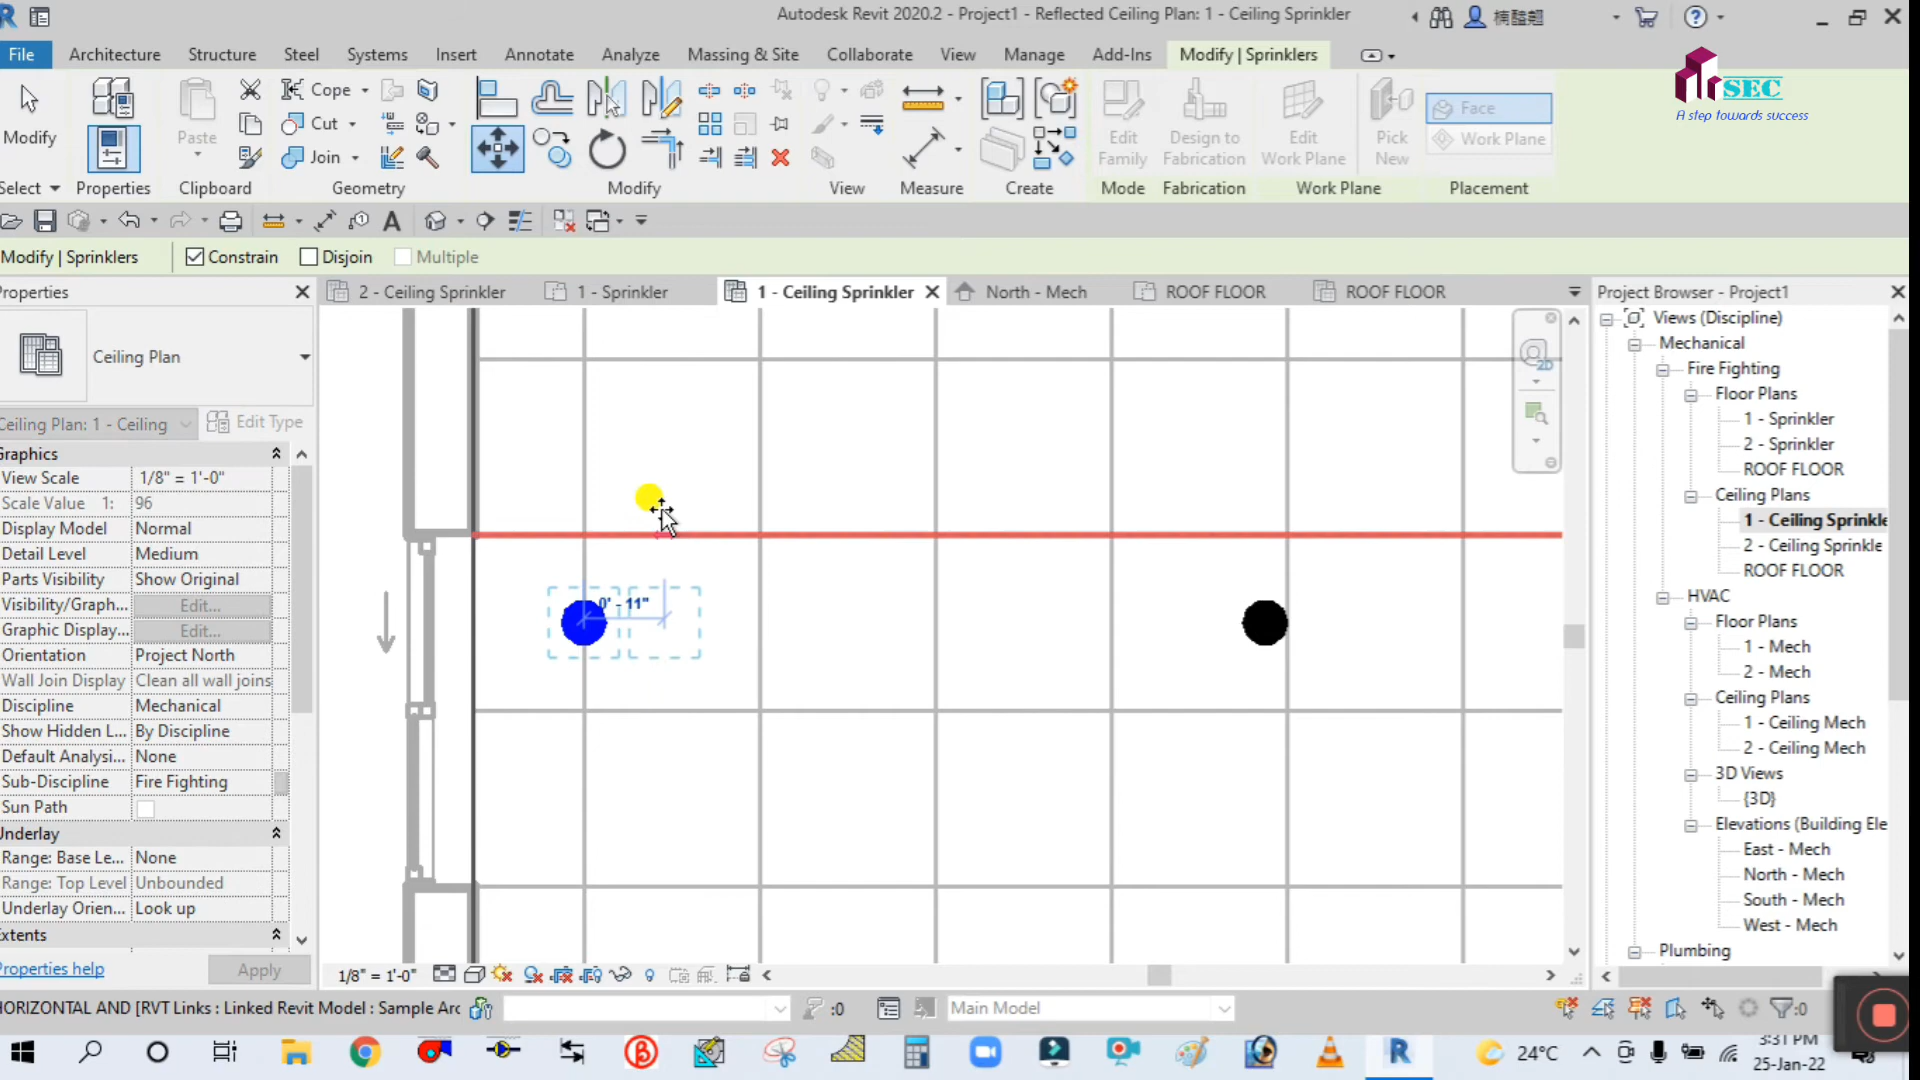 Autodesk Revit 2020.2 - Project1 - Reflected Ceiling Plan: 1 - Ceiling Sprinkler
File Architecture Structure Steel Systems Insert Annotate Analyze Massing & Site Collaborate View Manage Add-Ins Modify | Sprinklers
SEC
A step towards success
Modify
Paste
Cope
Cut
Join
Edit Family
Design to Fabrication
Edit Work Plane
Pick New
Face
Work Plane
Select Properties Clipboard Geometry Modify View Measure Create Mode Fabrication Work Plane Placement
Modify | Sprinklers Constrain Disjoin Multiple
Properties
2 - Ceiling Sprinkler 1 - Sprinkler 1 - Ceiling Sprinkler North - Mech ROOF FLOOR ROOF FLOOR
Project Browser - Project1
Ceiling Plan
Ceiling Plan: 1 - Ceiling Edit Type
Graphics
View Scale 1/8" = 1'-0"
Scale Value 1: 96
Display Model Normal
Detail Level Medium
Parts Visibility Show Original
Visibility/Graph... Edit...
Graphic Display... Edit...
Orientation Project North
Wall Join Display Clean all wall joins
Discipline Mechanical
Show Hidden L... By Discipline
Default Analysi... None
Sub-Discipline Fire Fighting
Sun Path
Underlay
Range: Base Le... None
Range: Top Level Unbounded
Underlay Orien... Look up
Extents
Properties help Apply
0' - 11"
2D
Views (Discipline)
Mechanical
Fire Fighting
Floor Plans
1 - Sprinkler
2 - Sprinkler
ROOF FLOOR
Ceiling Plans
1 - Ceiling Sprinkle
2 - Ceiling Sprinkle
ROOF FLOOR
HVAC
Floor Plans
1 - Mech
2 - Mech
Ceiling Plans
1 - Ceiling Mech
2 - Ceiling Mech
3D Views
{3D}
Elevations (Building Ele
East - Mech
North - Mech
South - Mech
West - Mech
Plumbing
1/8" = 1'-0"
HORIZONTAL AND [RVT Links : Linked Revit Model : Sample Arc
:0
Main Model
:0
24°C
3:31 PM
25-Jan-22